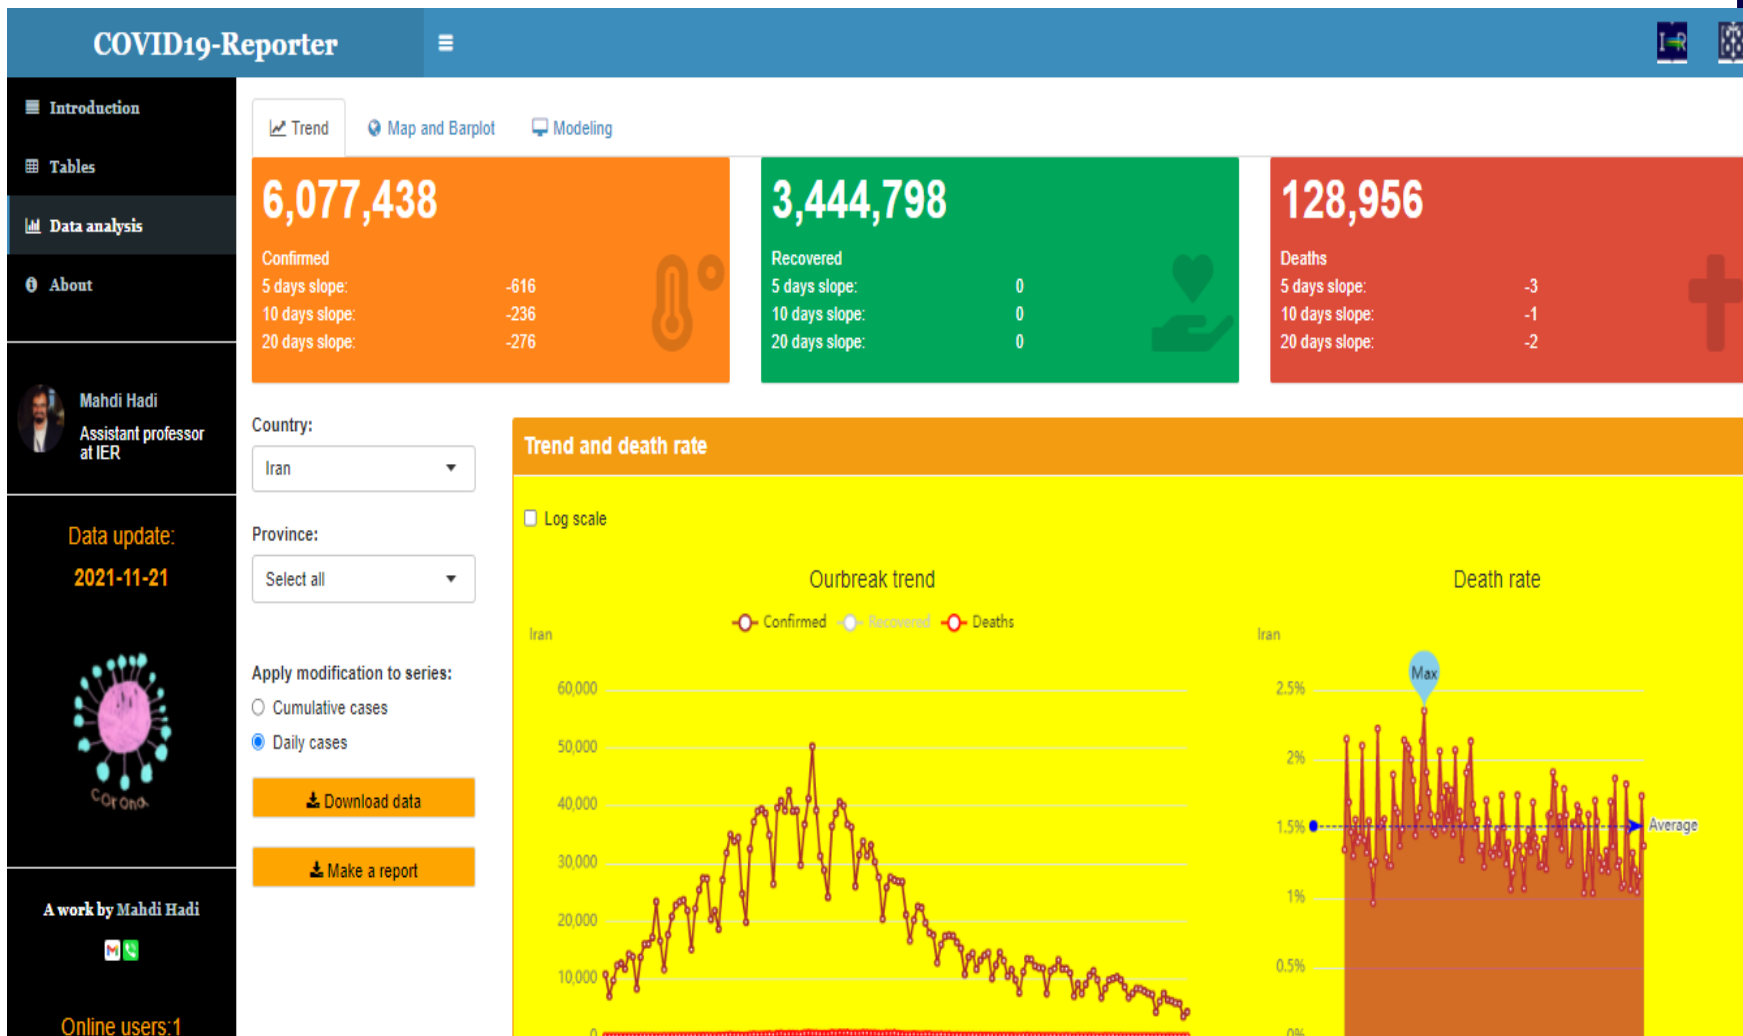 COVID19-Reporter
I R
Introduction
Tables
Data analysis
About
Mahdi Hadi
Assistant professor
at IER
Data update:
2021-11-21
Corona
A work by Mahdi Hadi
Online users:1
Trend
Map and Barplot
Modeling
6,077,438
Confirmed
5 days slope: -616
10 days slope: -236
20 days slope: -276
3,444,798
Recovered
5 days slope: 0
10 days slope: 0
20 days slope: 0
128,956
Deaths
5 days slope: -3
10 days slope: -1
20 days slope: -2
Country:
Iran
Province:
Select all
Apply modification to series:
Cumulative cases
Daily cases
Download data
Make a report
Trend and death rate
Log scale
Ourbreak trend
Confirmed Recovered Deaths
Iran
60,000
50,000
40,000
30,000
20,000
10,000
0
Death rate
Iran
Max
2.5%
2%
1.5%
Average
1%
0.5%
0%